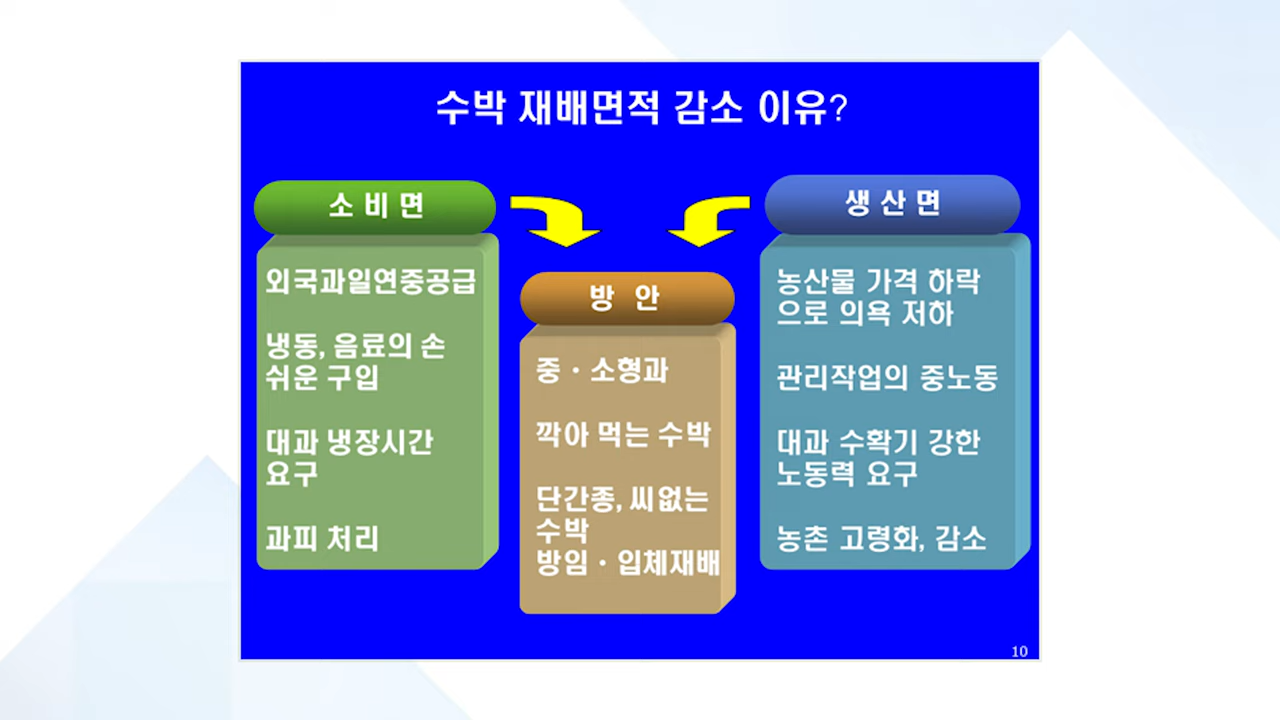 수박 재배면적 감소 이유?
소 비 면
외국과일연중공급
냉동, 음료의 손
쉬운 구입
대과 냉장시간
요구
과피 처리
방 안
중 · 소형과
깍아 먹는 수박
단간종, 씨없는
수박
방임 · 입체재배
생 산 면
농산물 가격 하락
으로 의욕 저하
관리작업의 중노동
대과 수확기 강한
노동력 요구
농촌 고령화, 감소
10